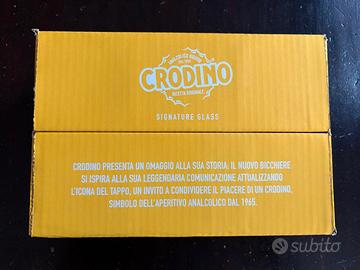 CRODINO
RICETTA ORIGINALE
SIGNATURE GLASS
CRODINO PRESENTA UN OMAGGIO ALLA SUA STORIA: IL NUOVO BICCHIERE
SI ISPIRA ALLA SUA LEGGENDARIA COMUNICAZIONE ATTUALIZZANDO
L'ICONA DEL TAPPO, UN INVITO A CONDIVIDERE IL PIACERE DI UN CRODINO,
SIMBOLO DELL'APERITIVO ANALCOLICO DAL 1965.
subito